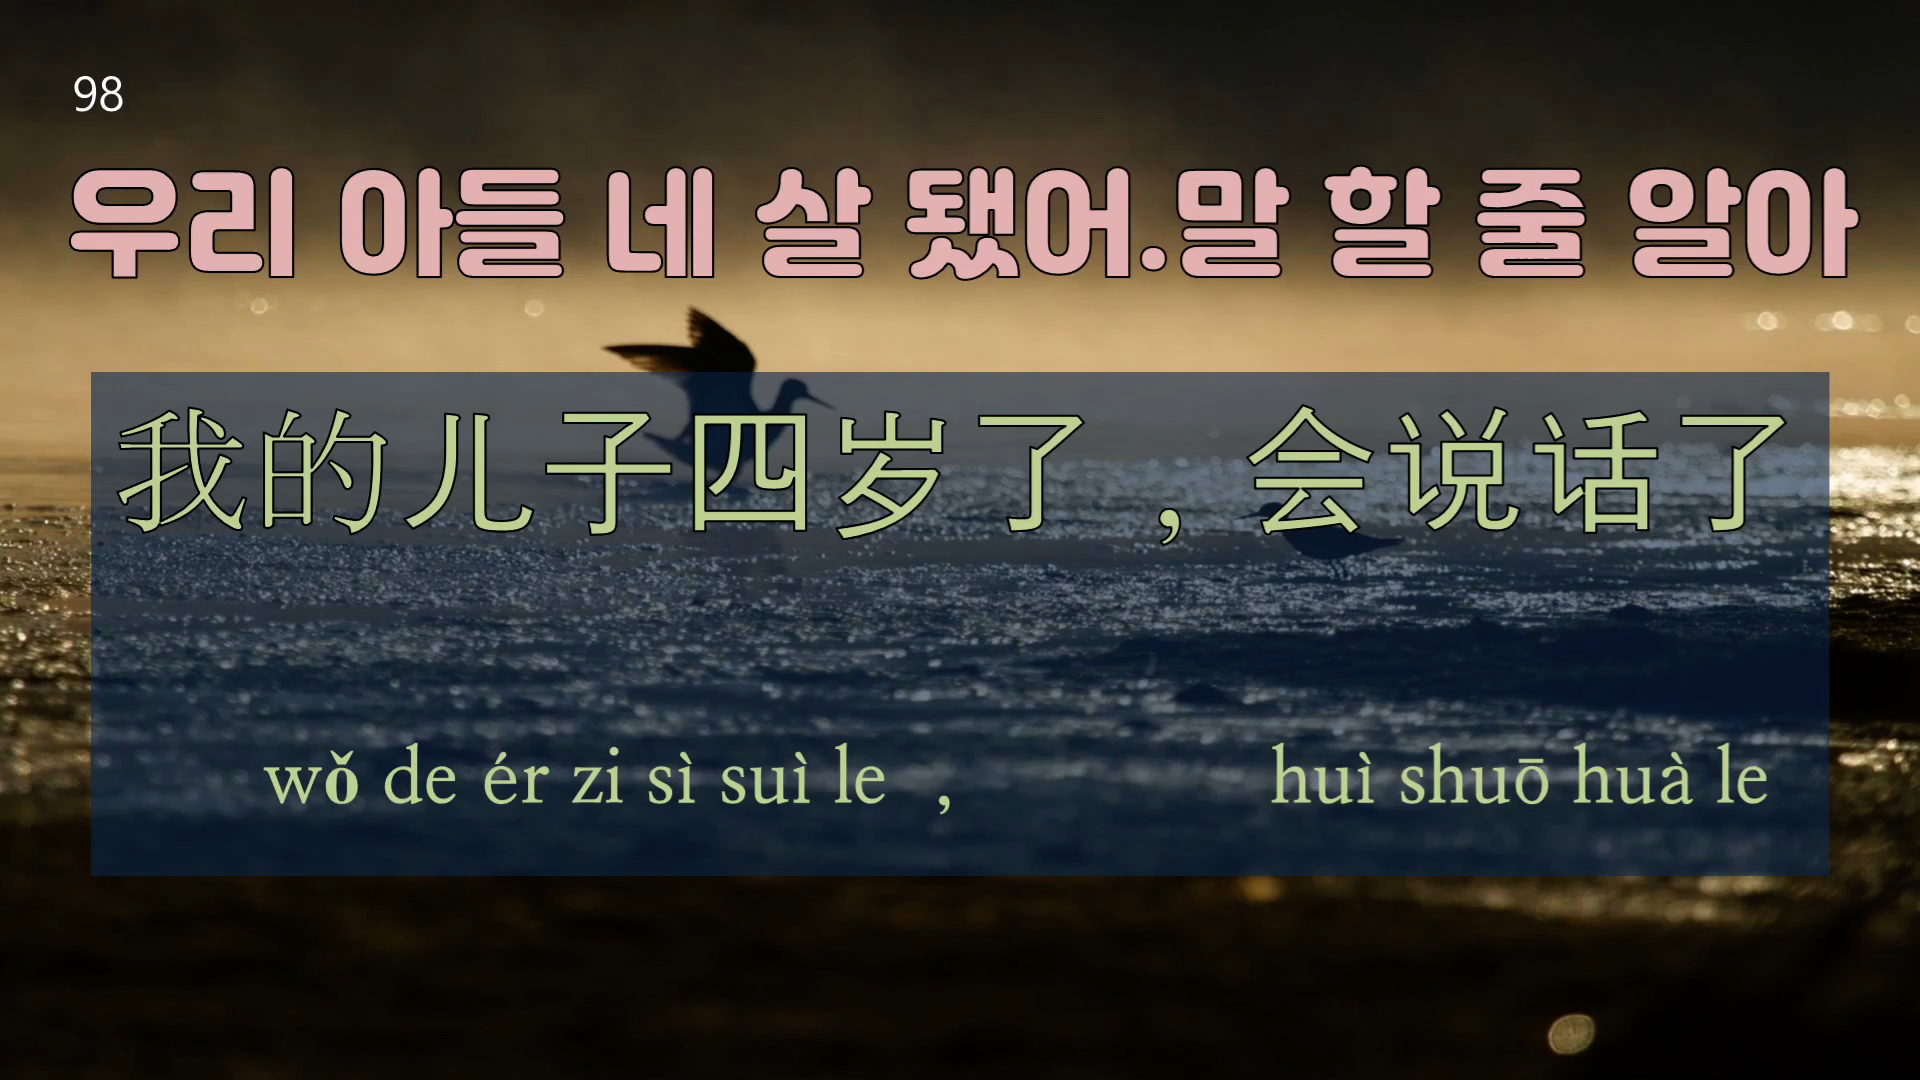 98
우리 아들 네 살 됐어.말 할 줄 알아
我的儿子四岁了，会说话了
wǒ de ér zi sì suì le , huì shuō huà le